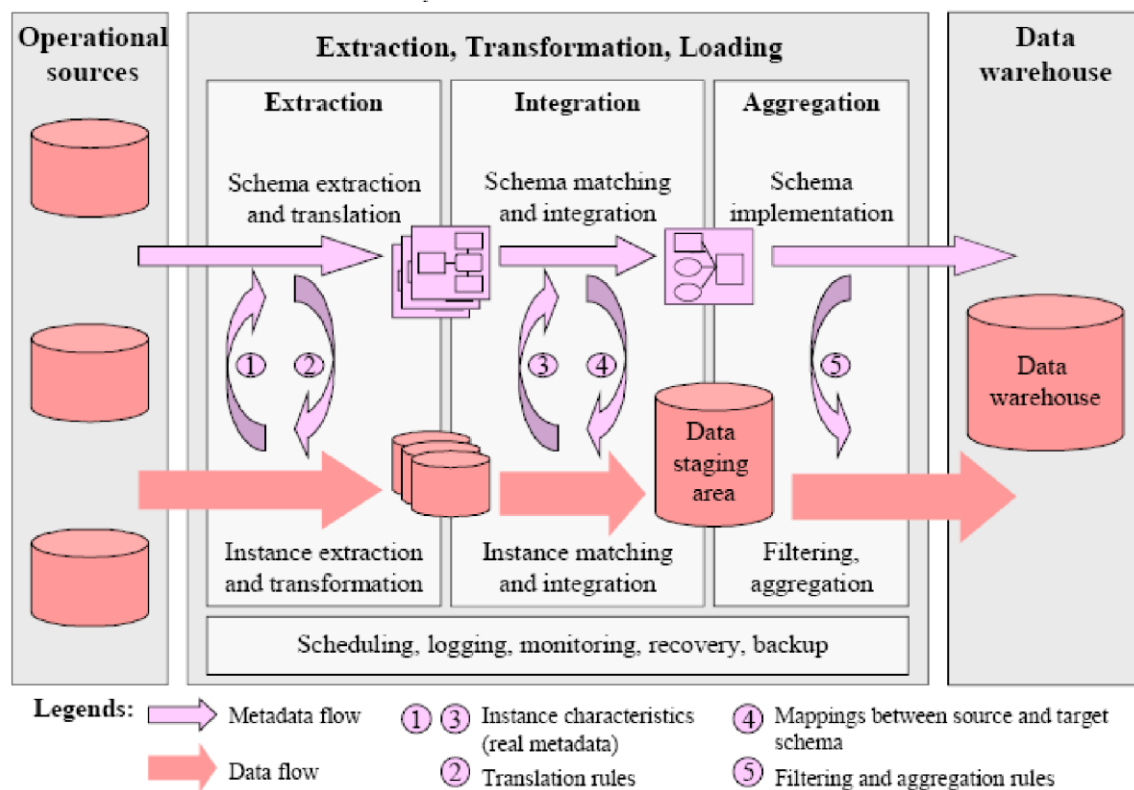 Operational
sources
Extraction, Transformation, Loading
Data
warehouse
Extraction
Integration
Aggregation
Schema extraction
and translation
Schema matching
and integration
Schema
implementation
1
2
3
4
5
Data
staging
area
Data
warehouse
Instance extraction
and transformation
Instance matching
and integration
Filtering,
aggregation
Scheduling, logging, monitoring, recovery, backup
Legends:
Metadata flow
Data flow
1 3 Instance characteristics
(real metadata)
2 Translation rules
4 Mappings between source and target
schema
5 Filtering and aggregation rules